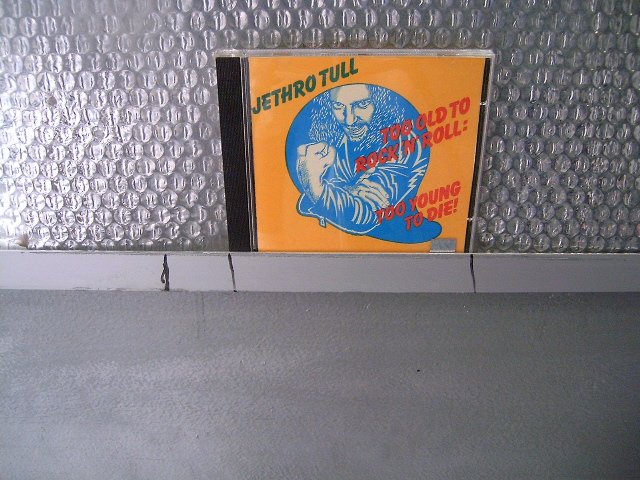 JETHRO TULL
TOO OLD TO
ROCK 'N' ROLL:
TOO YOUNG
TO DIE!